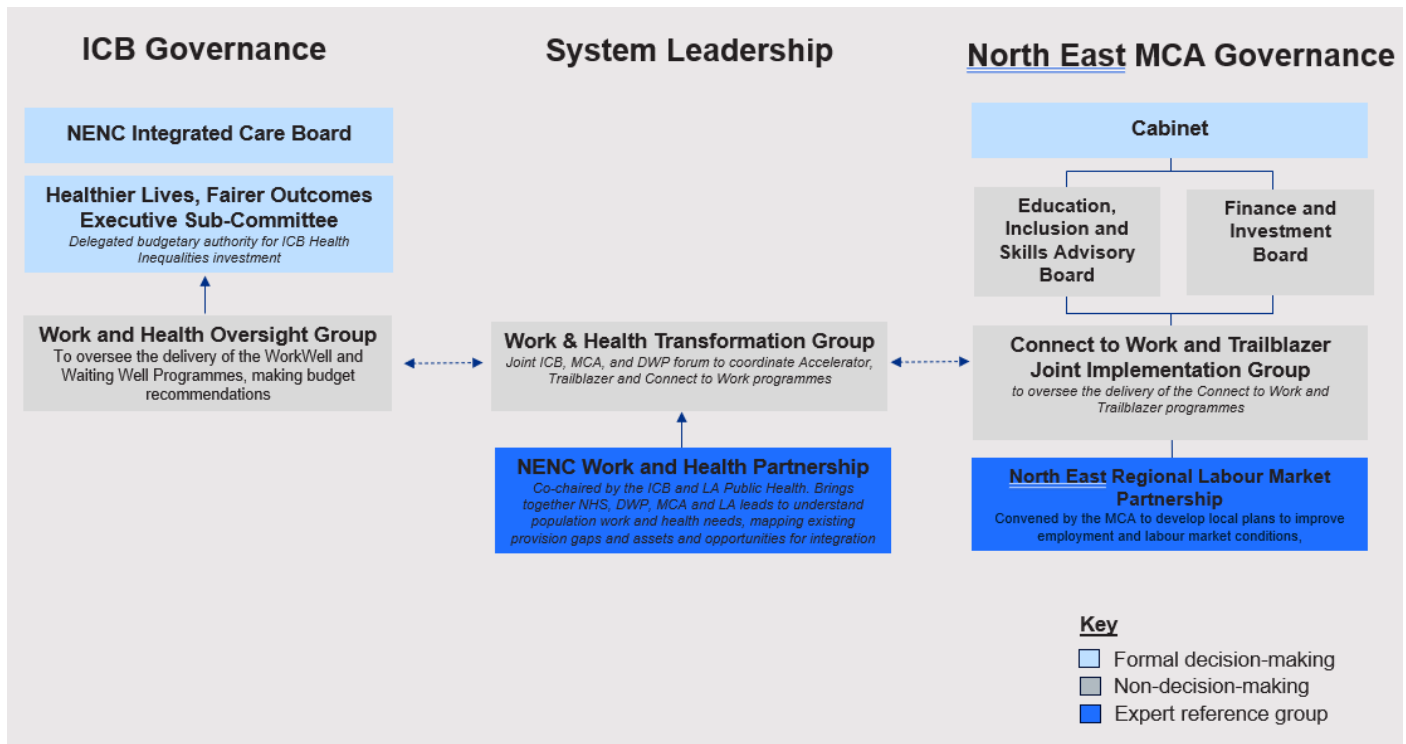 ICB Governance
System Leadership
North East MCA Governance
NENC Integrated Care Board
Healthier Lives, Fairer Outcomes
Executive Sub-Committee
Delegated budgetary authority for ICB Health
Inequalities investment
Work and Health Oversight Group
To oversee the delivery of the WorkWell and
Waiting Well Programmes, making budget
recommendations
Work & Health Transformation Group
Joint ICB, MCA, and DWP forum to coordinate Accelerator,
Trailblazer and Connect to Work programmes
NENC Work and Health Partnership
Co-chaired by the ICB and LA Public Health. Brings
together NHS, DWP, MCA and LA leads to understand
population work and health needs, mapping existing
provision gaps and assets and opportunities for integration
Cabinet
Education,
Inclusion and
Skills Advisory
Board
Finance and
Investment
Board
Connect to Work and Trailblazer
Joint Implementation Group
to oversee the delivery of the Connect to Work and
Trailblazer programmes
North East Regional Labour Market
Partnership
Convened by the MCA to develop local plans to improve
employment and labour market conditions,
Key
Formal decision-making
Non-decision-making
Expert reference group